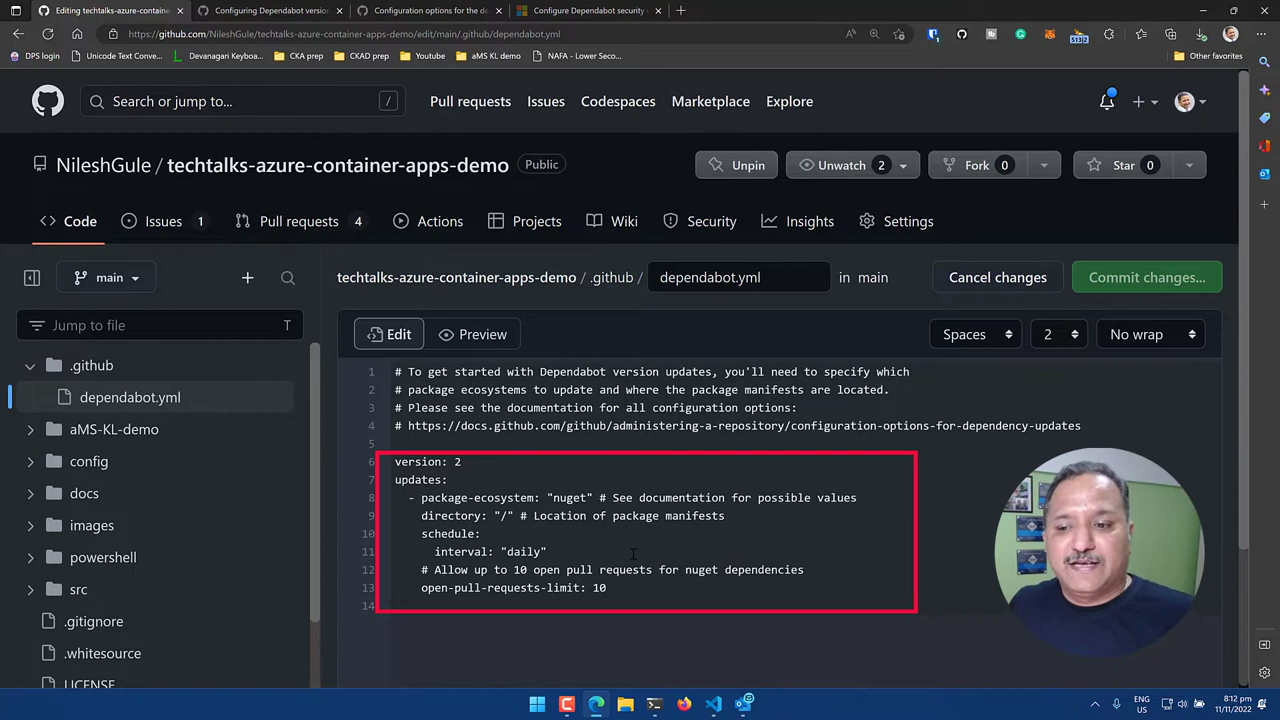 Editing techtalks-azure-container
Configuring Dependabot version
Configuration options for the de
Configure Dependabot security
https://github.com/NileshGule/techtalks-azure-container-apps-demo/edit/main/.github/dependabot.yml
DPS login
Unicode Text Conve...
Devanagari Keyboa...
CKA prep
CKAD prep
Youtube
aMS KL demo
NAFA - Lower Seco...
Other favorites
Search or jump to...
/
Pull requests
Issues
Codespaces
Marketplace
Explore
NileshGule / techtalks-azure-container-apps-demo
Public
Unpin
Unwatch 2
Fork 0
Star 0
Code
Issues 1
Pull requests 4
Actions
Projects
Wiki
Security
Insights
Settings
main
techtalks-azure-container-apps-demo / .github / dependabot.yml in main
Cancel changes
Commit changes...
Jump to file T
Edit
Preview
Spaces
2
No wrap
.github
dependabot.yml
aMS-KL-demo
config
docs
images
powershell
src
.gitignore
.whitesource
LICENSE
1 # To get started with Dependabot version updates, you'll need to specify which
2 # package ecosystems to update and where the package manifests are located.
3 # Please see the documentation for all configuration options:
4 # https://docs.github.com/github/administering-a-repository/configuration-options-for-dependency-updates
5
6 version: 2
7 updates:
8 - package-ecosystem: "nuget" # See documentation for possible values
9 directory: "/" # Location of package manifests
10 schedule:
11 interval: "daily"
12 # Allow up to 10 open pull requests for nuget dependencies
13 open-pull-requests-limit: 10
14
ENG
US
8:12 pm
11/11/2022